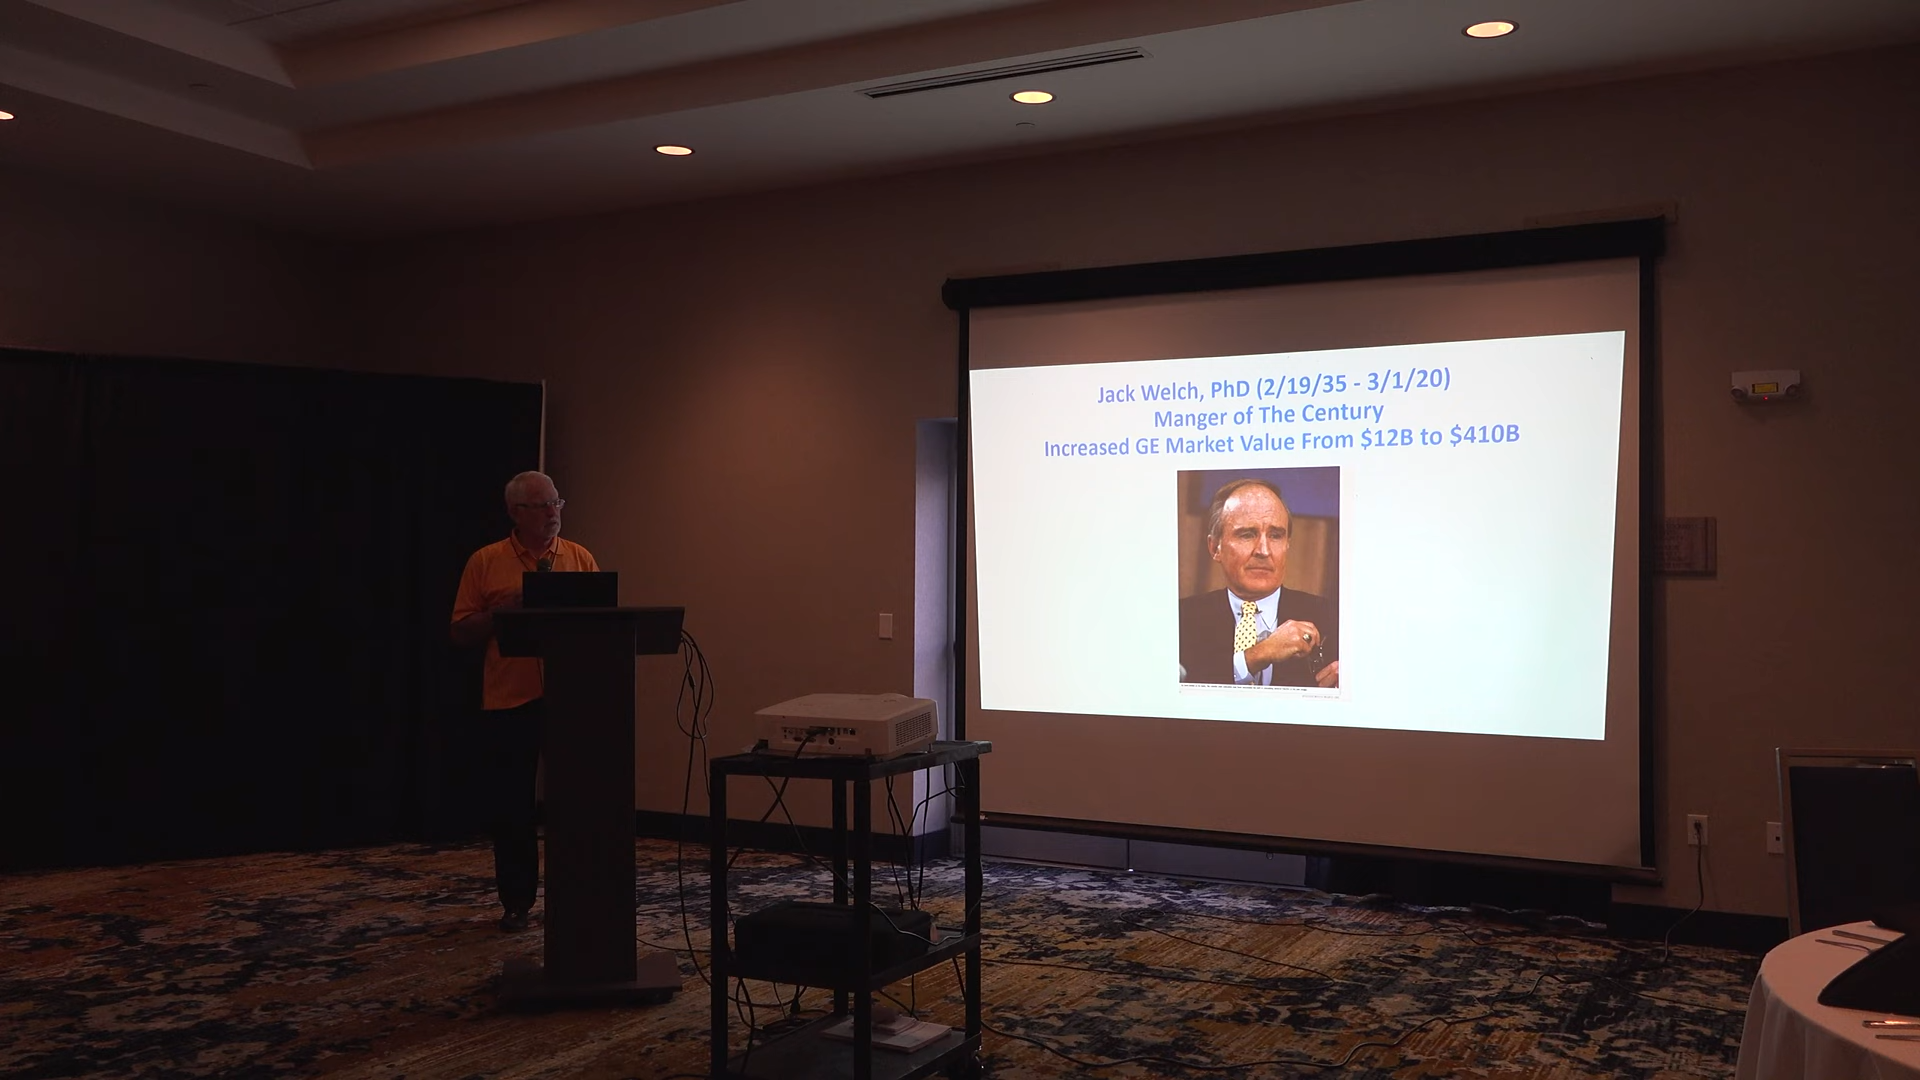 Jack Welch, PhD (2/19/35 - 3/1/20)
Manger of The Century
Increased GE Market Value From $12B to $410B